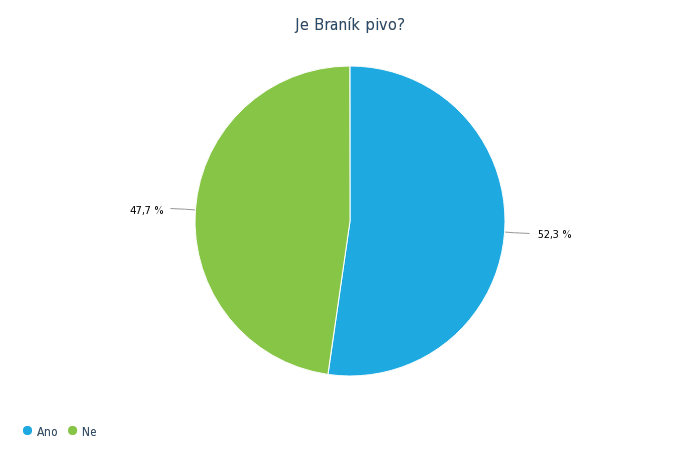 Je Braník pivo?
47,7 %
52,3 %
Ano
Ne